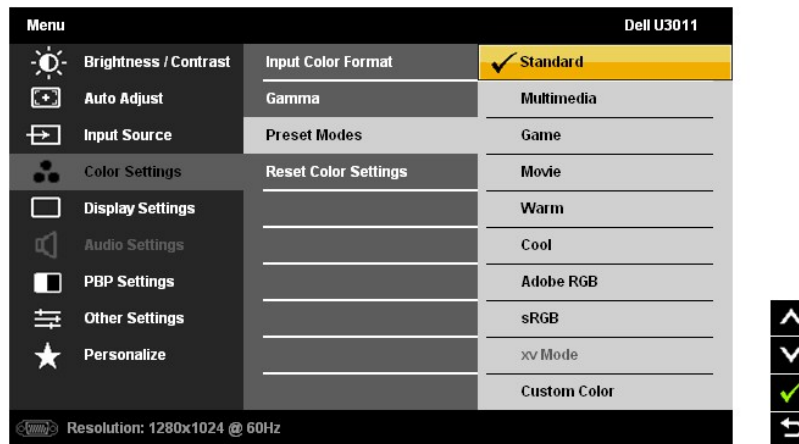 Menu
Dell U3011
Brightness / Contrast
Auto Adjust
Input Source
Color Settings
Display Settings
Audio Settings
PBP Settings
Other Settings
Personalize
Input Color Format
Gamma
Preset Modes
Reset Color Settings
Standard
Multimedia
Game
Movie
Warm
Cool
Adobe RGB
sRGB
xv Mode
Custom Color
Resolution: 1280x1024 @ 60Hz